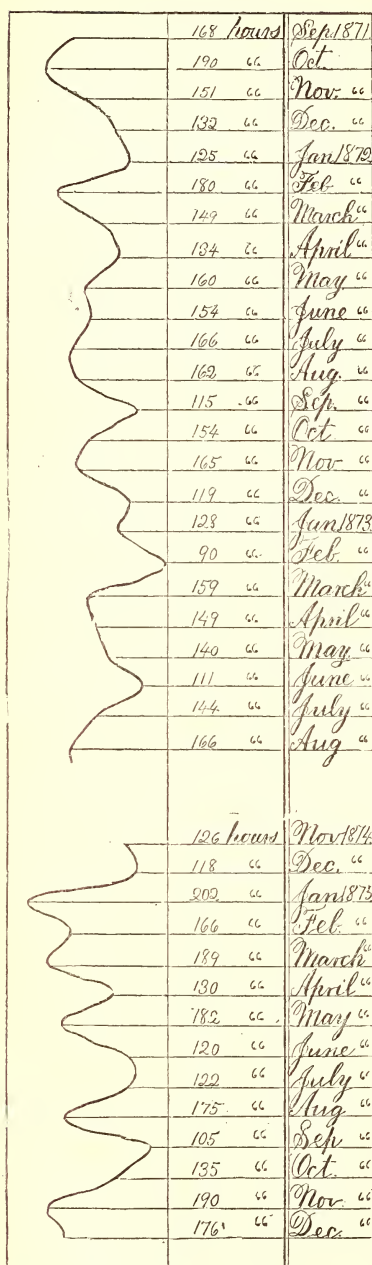 168 hours Sep 1871
190 " Oct.
151 " Nov. "
132 " Dec. "
125 " Jan 1872
180 " Feb "
149 " March "
134 " April "
160 " May "
154 " June "
166 " July "
162 " Aug. "
115 " Sep. "
154 " Oct "
165 " Nov "
119 " Dec. "
128 " Jan 1873
90 " Feb. "
159 " March "
149 " April "
140 " May. "
111 " June "
144 " July "
166 " Aug "
126 hours Nov 1874
118 " Dec. "
202 " Jan 1875
166 " Feb. "
189 " March "
130 " April "
182 " May "
120 " June "
122 " July "
175 " Aug "
105 " Sep "
135 " Oct. "
190 " Nov. "
176 " Dec. "